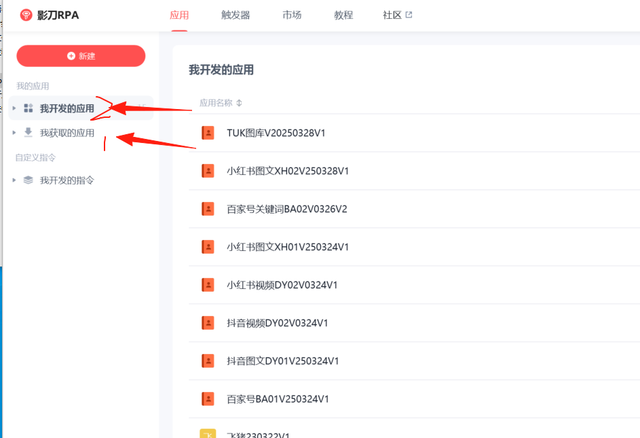 影刀RPA
应用
触发器
市场
教程
社区
新建
我的应用
我开发的应用
我获取的应用
自定义指令
我开发的指令
我开发的应用
应用名称
TUK图库V20250328V1
小红书图文XH02V250328V1
百家号关键词BA02V0326V2
小红书图文XH01V250324V1
小红书视频DY02V0324V1
抖音视频DY02V0324V1
抖音图文DY01V250324V1
百家号BA01V250324V1
飞猪230322V1